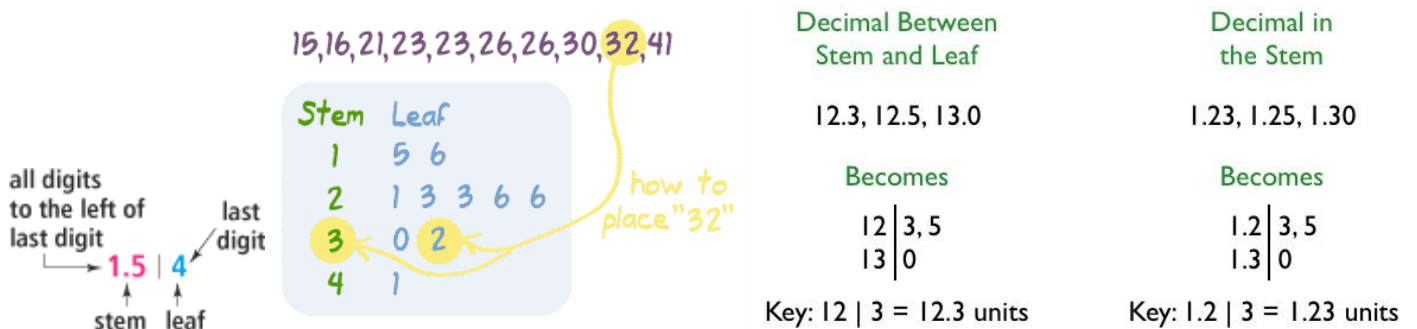 all digits
to the left of
last digit
last
digit
1.5 | 4
stem leaf
15,16,21,23,23,26,26,30,32,41
Stem Leaf
1 5 6
2 1 3 3 6 6
3 0 2
4 1
how to
place "32"
Decimal Between
Stem and Leaf
12.3, 12.5, 13.0
Becomes
12 | 3, 5
13 | 0
Key: 12 | 3 = 12.3 units
Decimal in
the Stem
1.23, 1.25, 1.30
Becomes
1.2 | 3, 5
1.3 | 0
Key: 1.2 | 3 = 1.23 units